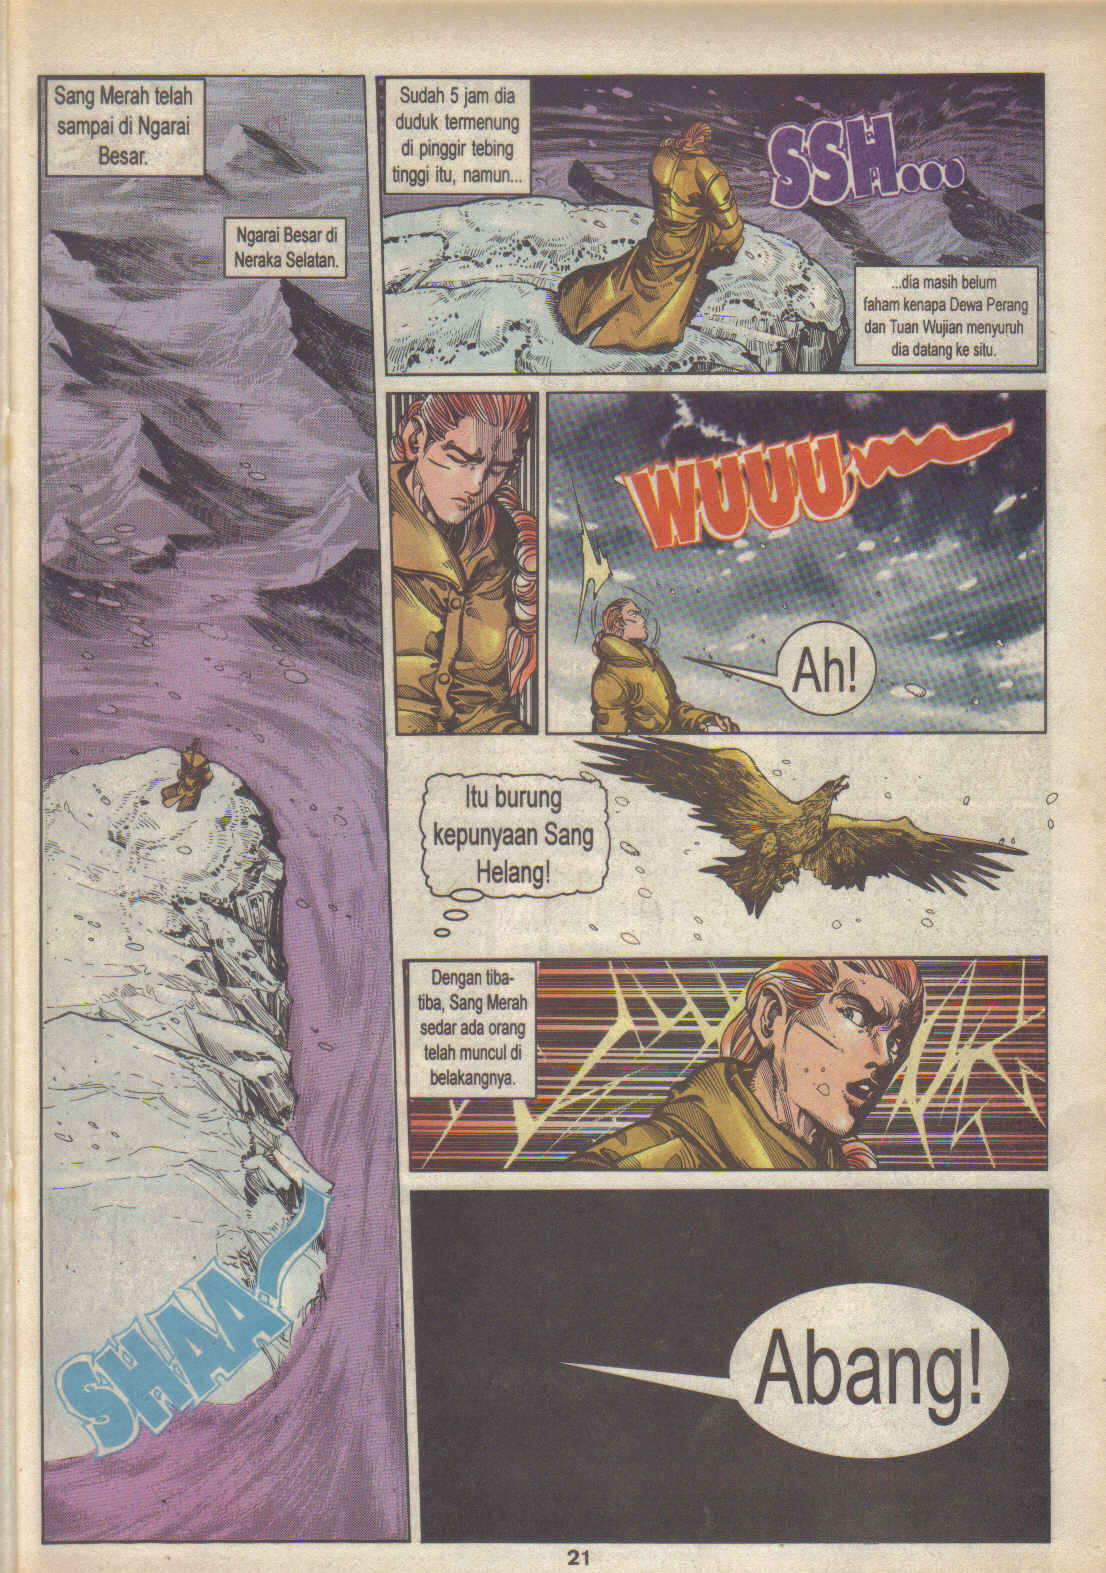 Sang Merah telah
sampai di Ngarai
Besar.
Ngarai Besar di
Neraka Selatan.
SHAA
Sudah 5 jam dia
duduk termenung
di pinggir tebing
tinggi itu, namun...
SSH...
...dia masih belum
faham kenapa Dewa Perang
dan Tuan Wujian menyuruh
dia datang ke situ.
WUUU
Ah!
Itu burung
kepunyaan Sang
Helang!
Dengan tiba-
tiba, Sang Merah
sedar ada orang
telah muncul di
belakangnya.
Abang!
21